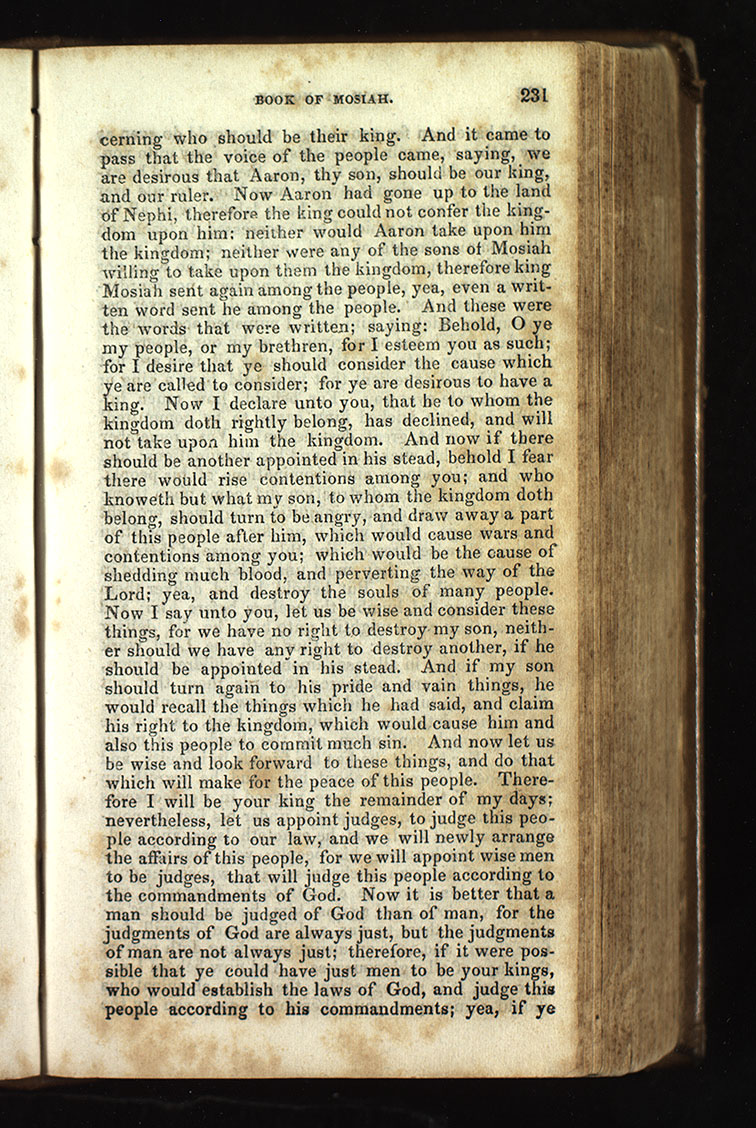 BOOK OF MOSIAH. 231
cerning who should be their king. And it came to
pass that the voice of the people came, saying, we
are desirous that Aaron, thy son, should be our king,
and our ruler. Now Aaron had gone up to the land
of Nephi, therefore the king could not confer the king-
dom upon him: neither would Aaron take upon him
the kingdom; neither were any of the sons of Mosiah
willing to take upon them the kingdom, therefore king
Mosiah sent again among the people, yea, even a writ-
ten word sent he among the people. And these were
the words that were written; saying: Behold, O ye
my people, or my brethren, for I esteem you as such;
for I desire that ye should consider the cause which
ye are called to consider; for ye are desirous to have a
king. Now I declare unto you, that he to whom the
kingdom doth rightly belong, has declined, and will
not take upon him the kingdom. And now if there
should be another appointed in his stead, behold I fear
there would rise contentions among you; and who
knoweth but what my son, to whom the kingdom doth
belong, should turn to be angry, and draw away a part
of this people after him, which would cause wars and
contentions among you; which would be the cause of
shedding much blood, and perverting the way of the
Lord; yea, and destroy the souls of many people.
Now I say unto you, let us be wise and consider these
things, for we have no right to destroy my son, neith-
er should we have any right to destroy another, if he
should be appointed in his stead. And if my son
should turn again to his pride and vain things, he
would recall the things which he had said, and claim
his right to the kingdom, which would cause him and
also this people to commit much sin. And now let us
be wise and look forward to these things, and do that
which will make for the peace of this people. There-
fore I will be your king the remainder of my days;
nevertheless, let us appoint judges, to judge this peo-
ple according to our law, and we will newly arrange
the affairs of this people, for we will appoint wise men
to be judges, that will judge this people according to
the commandments of God. Now it is better that a
man should be judged of God than of man, for the
judgments of God are always just, but the judgments
of man are not always just; therefore, if it were pos-
sible that ye could have just men to be your kings,
who would establish the laws of God, and judge this
people according to his commandments; yea, if ye